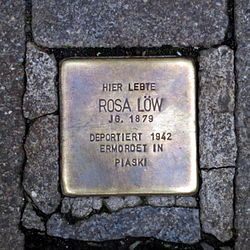 HIER LEBTE
ROSA LÖW
JG. 1879
DEPORTIERT 1942
ERMORDET IN
PIASKI